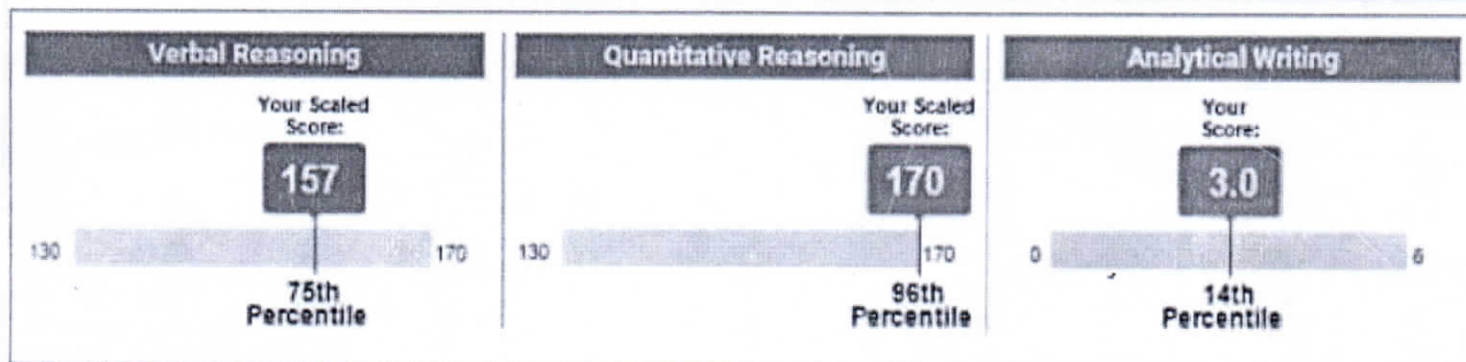 Verbal Reasoning
Your Scaled
Score:
157
130
170
75th
Percentile
Quantitative Reasoning
Your Scaled
Score:
170
130
170
96th
Percentile
Analytical Writing
Your
Score:
3.0
0
6
14th
Percentile